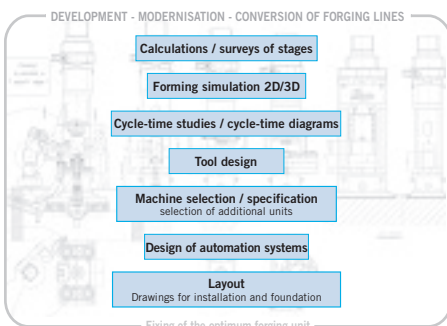 DEVELOPMENT - MODERNISATION - CONVERSION OF FORGING LINES
Calculations / surveys of stages
Forming simulation 2D/3D
Cycle-time studies / cycle-time diagrams
Tool design
Machine selection / specification
selection of additional units
Design of automation systems
Layout
Drawings for installation and foundation
Fixing of the optimum forging unit